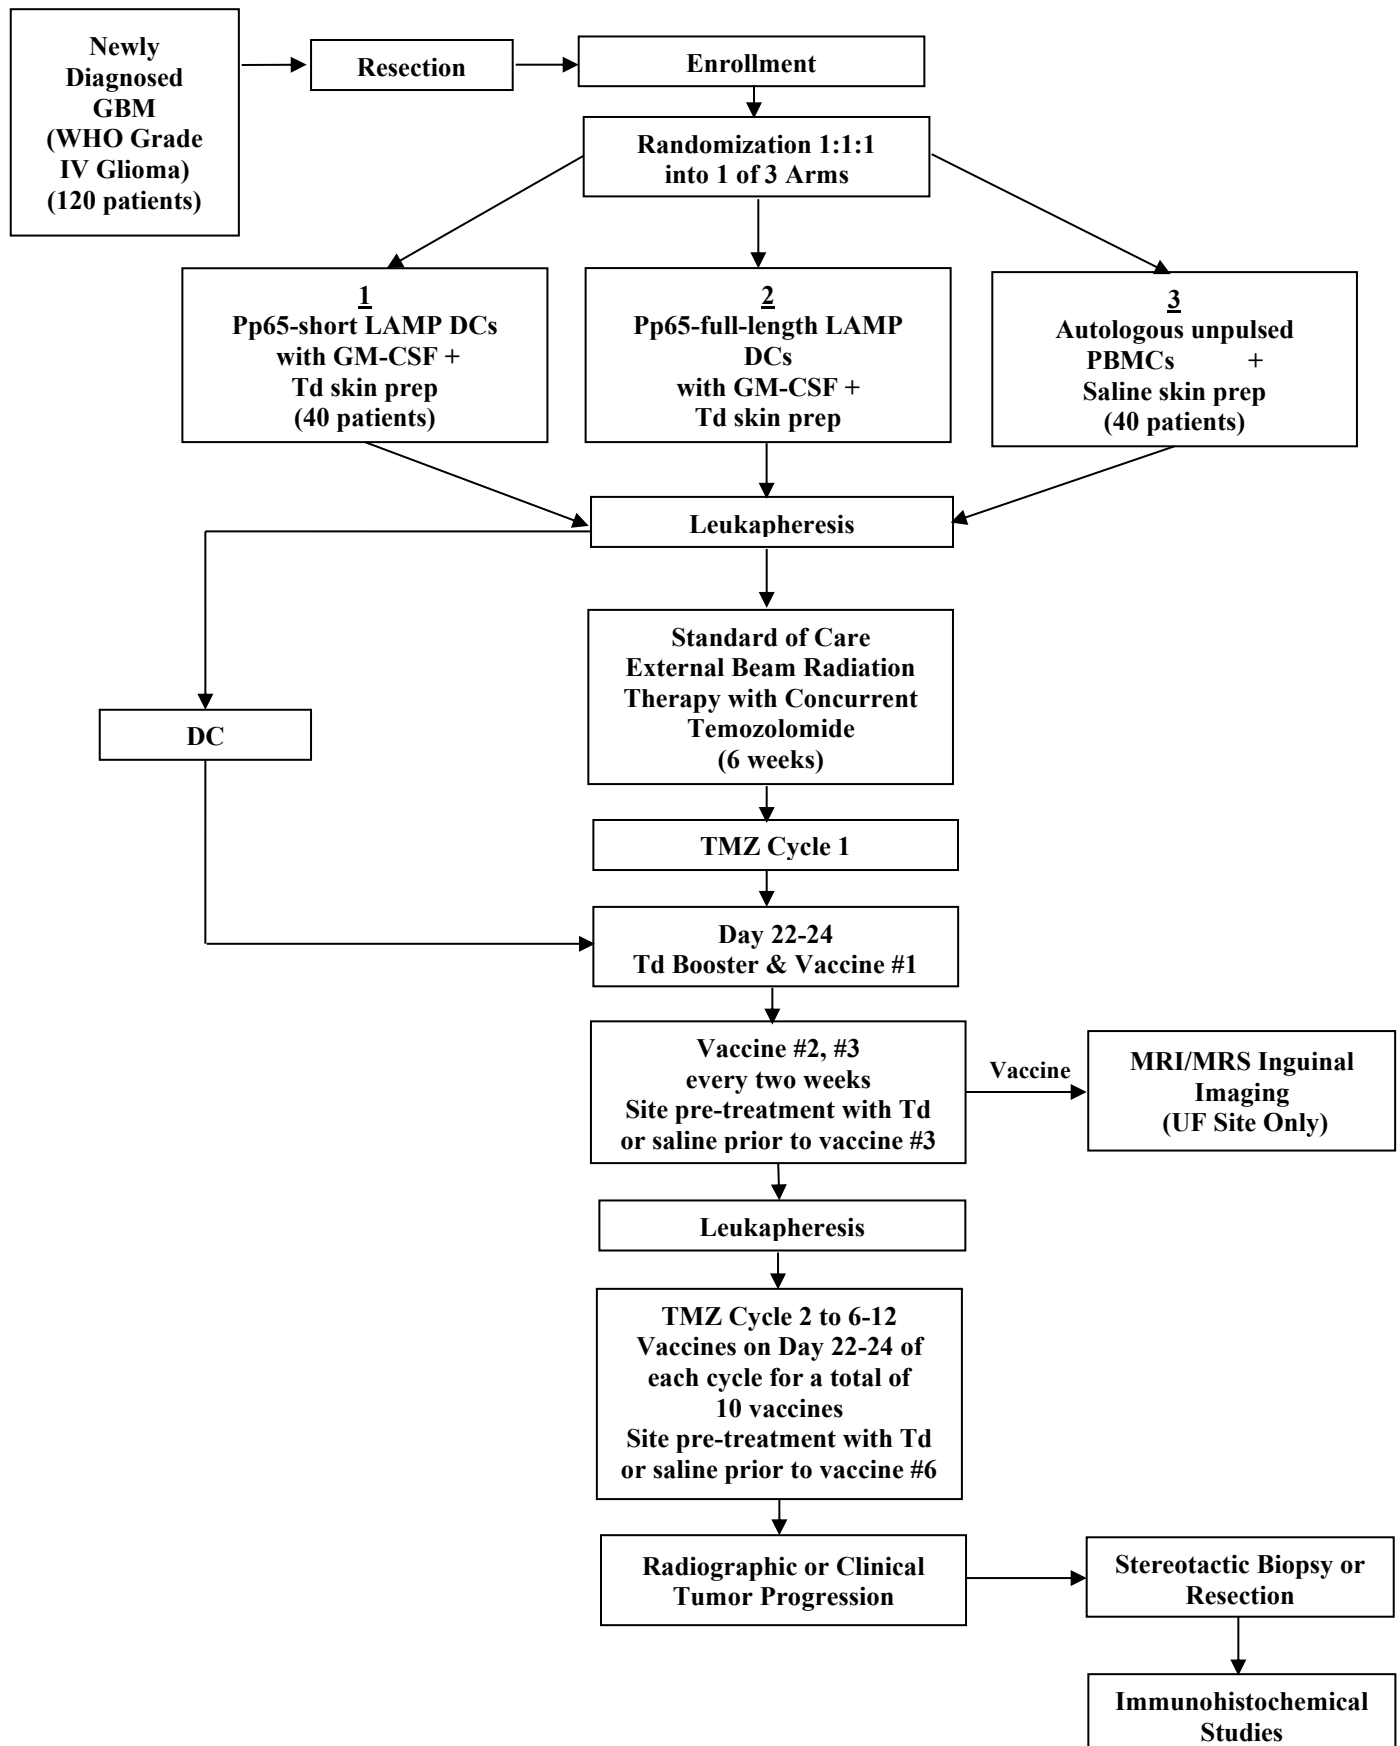 Newly
Diagnosed
GBM
(WHO Grade
IV Glioma)
(120 patients)
Resection
Enrollment
Randomization 1:1:1
into 1 of 3 Arms
1
Pp65-short LAMP DCs
with GM-CSF +
Td skin prep
(40 patients)
2
Pp65-full-length LAMP
DCs
with GM-CSF +
Td skin prep
3
Autologous unpulsed
PBMCs +
Saline skin prep
(40 patients)
Leukapheresis
Standard of Care
External Beam Radiation
Therapy with Concurrent
Temozolomide
(6 weeks)
DC
TMZ Cycle 1
Day 22-24
Td Booster & Vaccine #1
Vaccine #2, #3
every two weeks
Site pre-treatment with Td
or saline prior to vaccine #3
Vaccine
MRI/MRS Inguinal
Imaging
(UF Site Only)
Leukapheresis
TMZ Cycle 2 to 6-12
Vaccines on Day 22-24 of
each cycle for a total of
10 vaccines
Site pre-treatment with Td
or saline prior to vaccine #6
Radiographic or Clinical
Tumor Progression
Stereotactic Biopsy or
Resection
Immunohistochemical
Studies